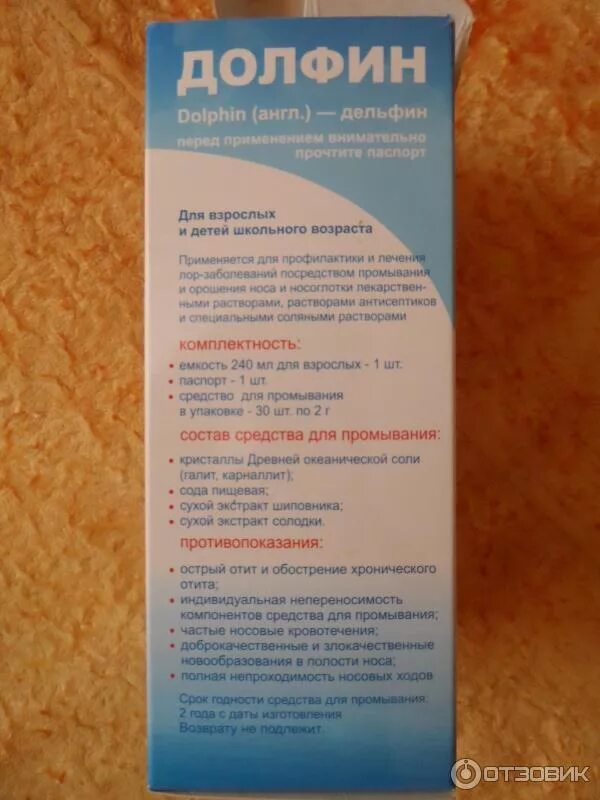 ДОЛФИН
Dolphin (англ.) — дельфин
перед применением внимательно
прочтите паспорт
Для взрослых
и детей школьного возраста
Применяется для профилактики и лечения
лор-заболеваний посредством промывания
и орошения носа и носоглотки лекарствен-
ными растворами, растворами антисептиков
и специальными соляными растворами
комплектность:
• емкость 240 мл для взрослых - 1 шт.
• паспорт - 1 шт.
• средство для промывания
в упаковке - 30 шт. по 2 г
состав средства для промывания:
• кристаллы Древней океанической соли
(галит, карналлит);
• сода пищевая;
• сухой экстракт шиповника;
• сухой экстракт солодки.
противопоказания:
• острый отит и обострение хронического
отита;
• индивидуальная непереносимость
компонентов средства для промывания;
• частые носовые кровотечения;
• доброкачественные и злокачественные
новообразования в полости носа;
• полная непроходимость носовых ходов
Срок годности средства для промывания:
2 года с даты изготовления
Возврату не подлежит.
ОТЗОВИК